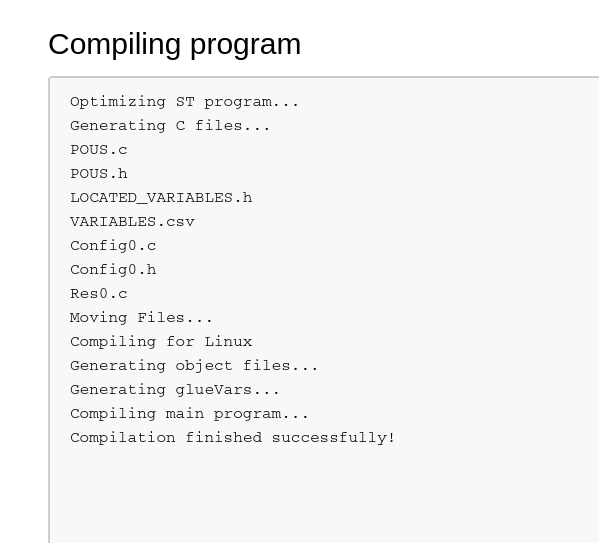 Compiling program
Optimizing ST program...
Generating C files...
POUS.c
POUS.h
LOCATED_VARIABLES.h
VARIABLES.csv
Config0.c
Config0.h
Res0.c
Moving Files...
Compiling for Linux
Generating object files...
Generating glueVars...
Compiling main program...
Compilation finished successfully!